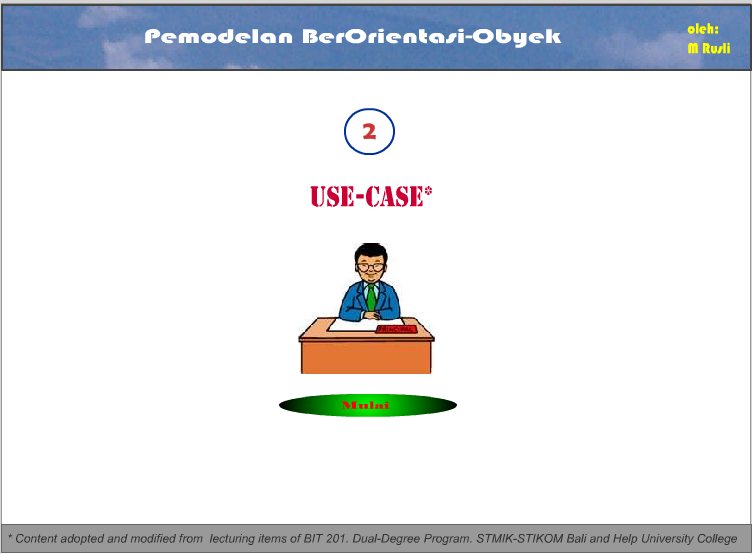 Pemodelan BerOrientasi-Obyek
oleh:
M Rusli
2
USE-CASE*
PRINCIPAL
Mulai
* Content adopted and modified from lecturing items of BIT 201. Dual-Degree Program. STMIK-STIKOM Bali and Help University College